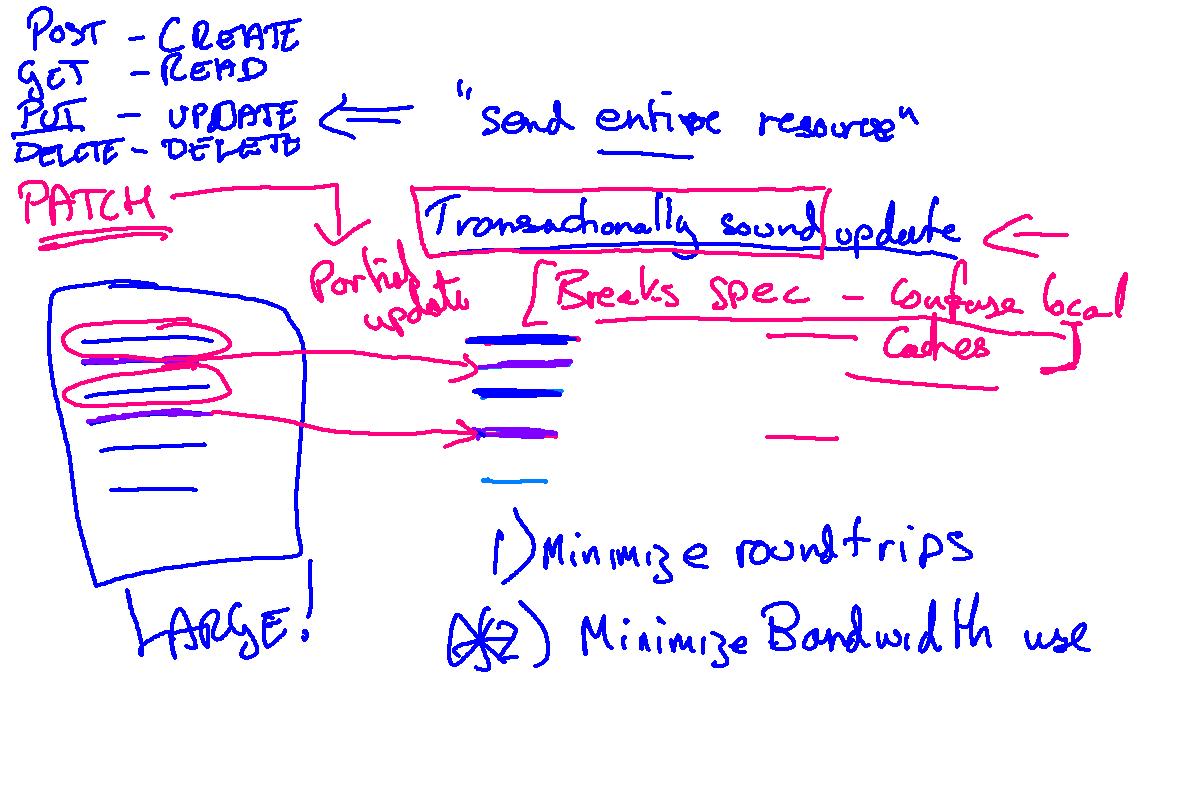 POST - CREATE
GET - READ
PUT - UPDATE
"send entire resource"
DELETE - DELETE
PATCH
Transactionally sound update
Partial
update
[Breaks spec - Confuse local
Caches]
1) Minimize roundtrips
2) Minimize Bandwidth use
LARGE!